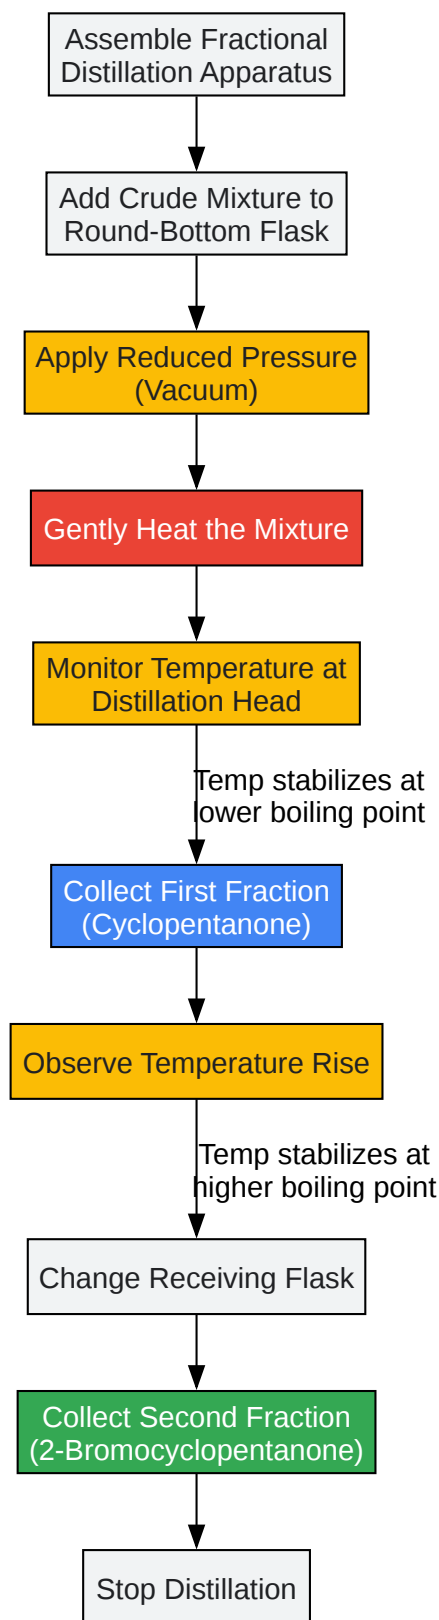 Assemble Fractional
Distillation Apparatus
Add Crude Mixture to
Round-Bottom Flask
Apply Reduced Pressure
(Vacuum)
Gently Heat the Mixture
Monitor Temperature at
Distillation Head
Temp stabilizes at
lower boiling point
Collect First Fraction
(Cyclopentanone)
Observe Temperature Rise
Temp stabilizes at
higher boiling point
Change Receiving Flask
Collect Second Fraction
(2-Bromocyclopentanone)
Stop Distillation